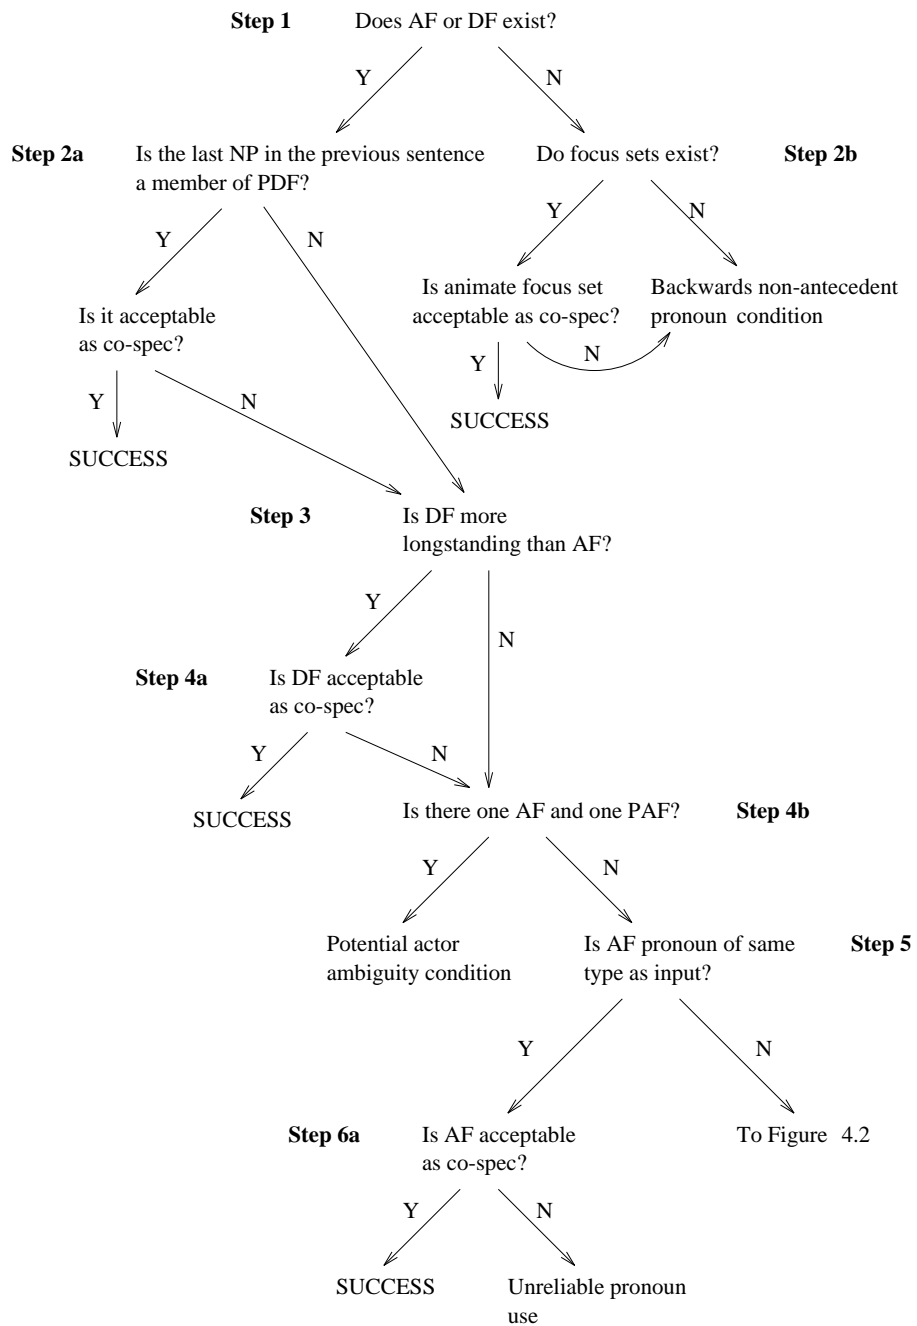 Step 1 Does AF or DF exist?
Y N
Step 2a Is the last NP in the previous sentence Do focus sets exist? Step 2b
a member of PDF?
Y N Y N
Is animate focus set Backwards non-antecedent
Is it acceptable acceptable as co-spec? pronoun condition
as co-spec?
Y N Y N
SUCCESS
SUCCESS
Step 3 Is DF more
longstanding than AF?
Y
N
Step 4a Is DF acceptable
as co-spec?
Y N
SUCCESS Is there one AF and one PAF? Step 4b
Y N
Potential actor Is AF pronoun of same Step 5
ambiguity condition type as input?
Y N
Step 6a Is AF acceptable To Figure 4.2
as co-spec?
Y N
SUCCESS Unreliable pronoun
use